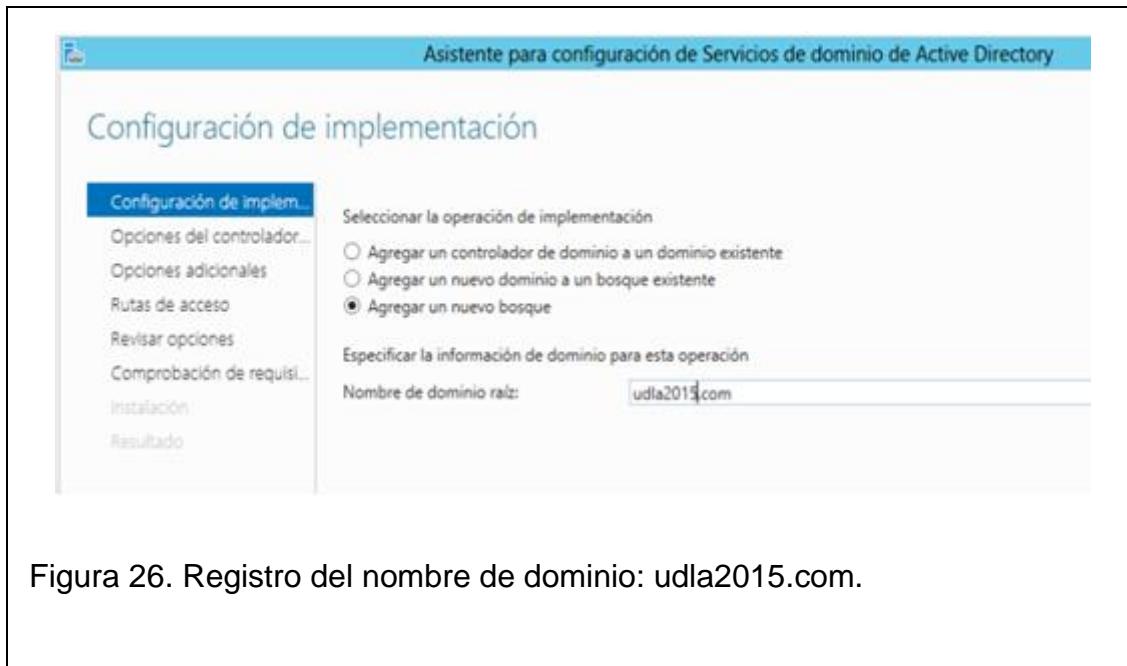 Asistente para configuración de Servicios de dominio de Active Directory
Configuración de implementación
Configuración de implem...
Opciones del controlador...
Opciones adicionales
Rutas de acceso
Revisar opciones
Comprobación de requisi...
Instalación
Resultado
Seleccionar la operación de implementación
Agregar un controlador de dominio a un dominio existente
Agregar un nuevo dominio a un bosque existente
Agregar un nuevo bosque
Especificar la información de dominio para esta operación
Nombre de dominio raíz: udla2015.com
Figura 26. Registro del nombre de dominio: udla2015.com.